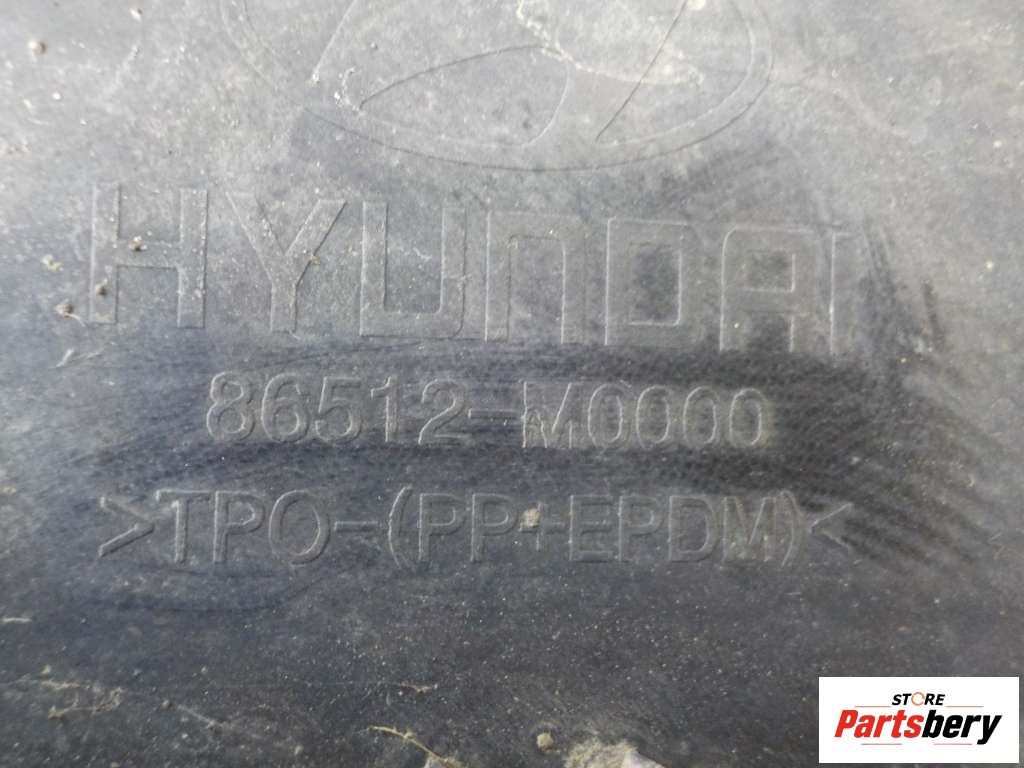 HYUNDAI
86512-M0000
>TPO-(PP+EPDM)<
STORE
Partsbery